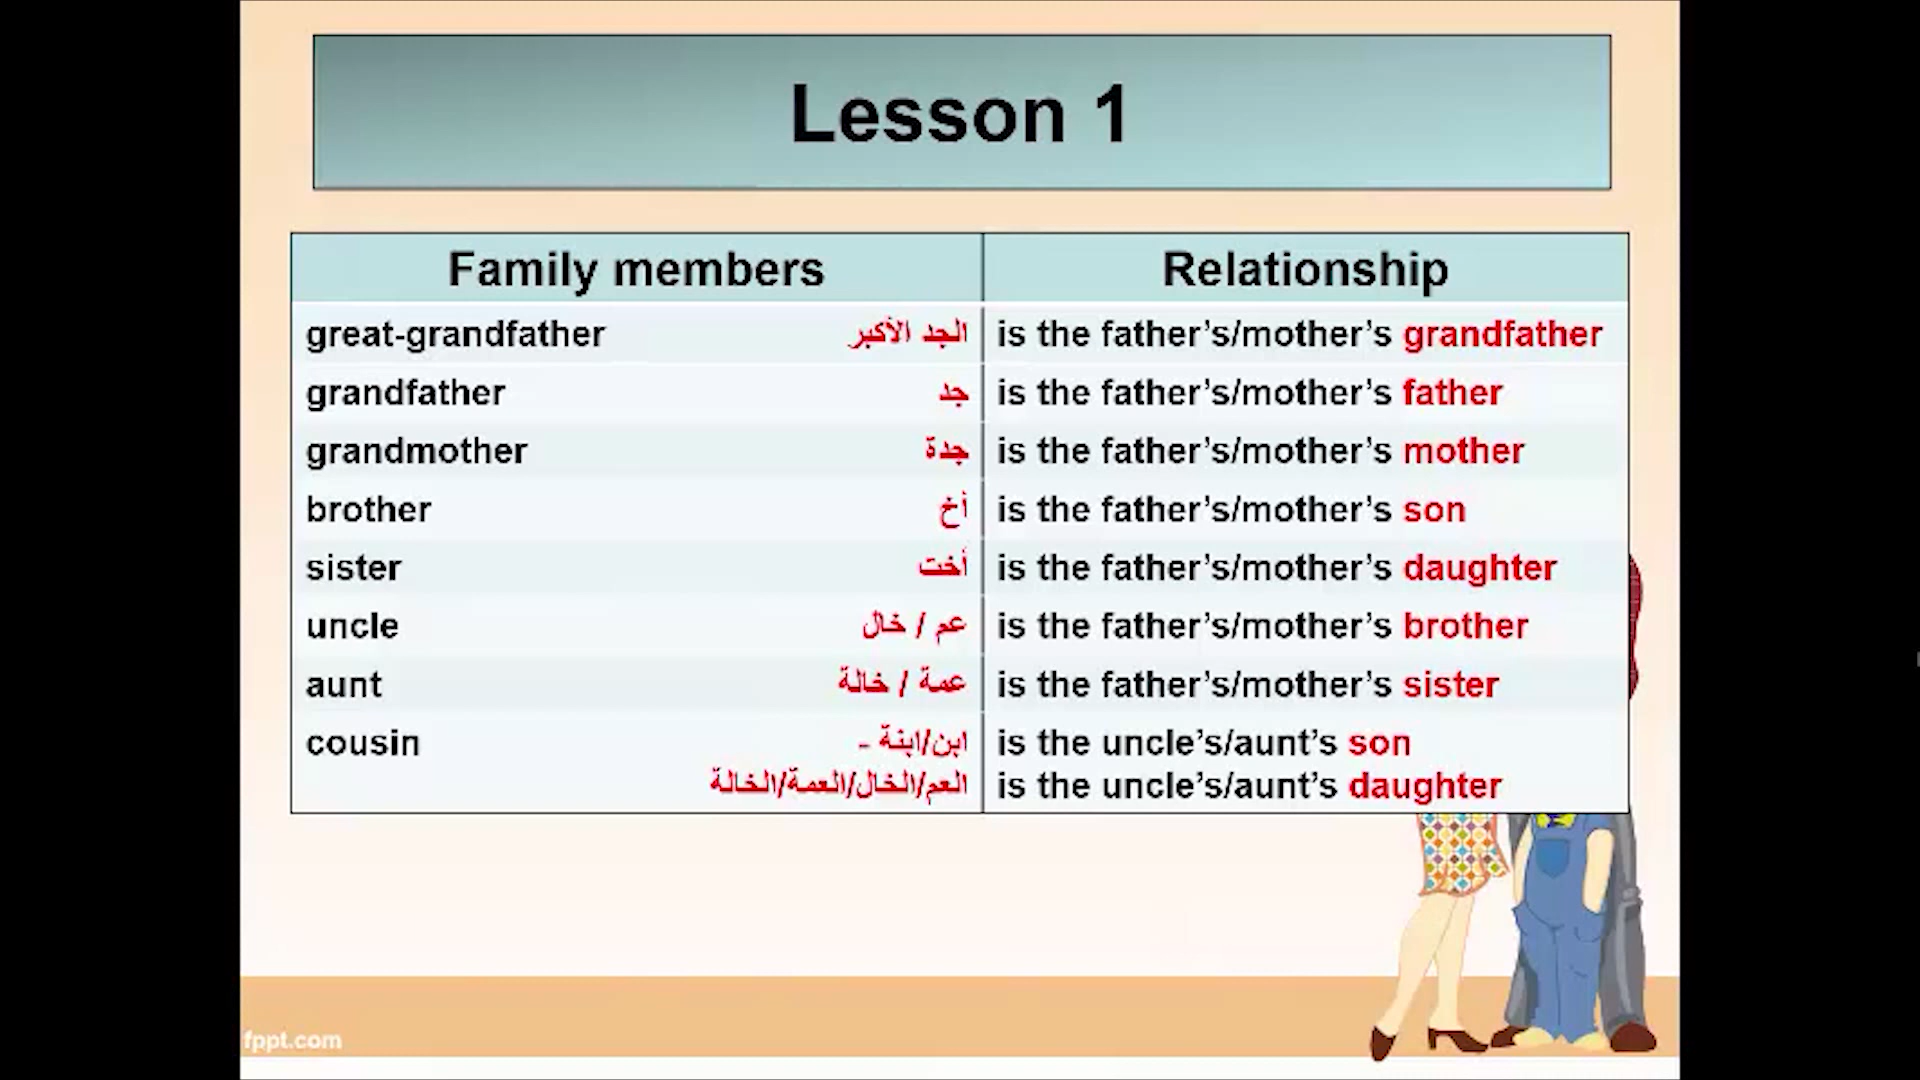 Lesson 1
Family members Relationship
great-grandfather الجد الأكبر is the father's/mother's grandfather
grandfather جد is the father's/mother's father
grandmother جدة is the father's/mother's mother
brother أخ is the father's/mother's son
sister أخت is the father's/mother's daughter
uncle عم / خال is the father's/mother's brother
aunt عمة / خالة is the father's/mother's sister
cousin ابن/ابنة - is the uncle's/aunt's son
العم/الخال/العمة/الخالة is the uncle's/aunt's daughter
fppt.com